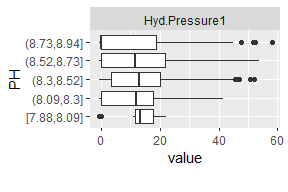 Hyd.Pressure1
PH
(8.73,8.94]
(8.52,8.73]
(8.3,8.52]
(8.09,8.3]
[7.88,8.09]
0 20 40 60
value